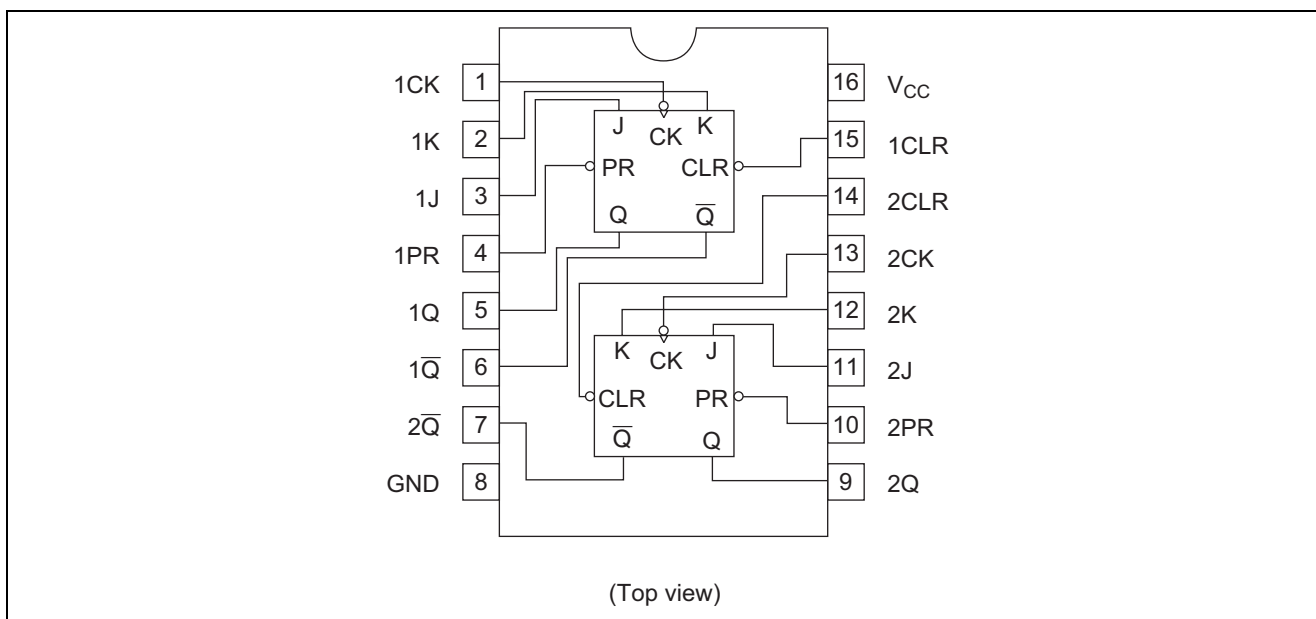 1CK 1 16 V_CC
J CK K
1K 2 15 1CLR
PR CLR
1J 3 14 2CLR
Q Q̅
1PR 4 13 2CK
1Q 5 12 2K
K CK J
1Q̅ 6 11 2J
CLR PR
2Q̅ 7 10 2PR
Q̅ Q
GND 8 9 2Q
(Top view)